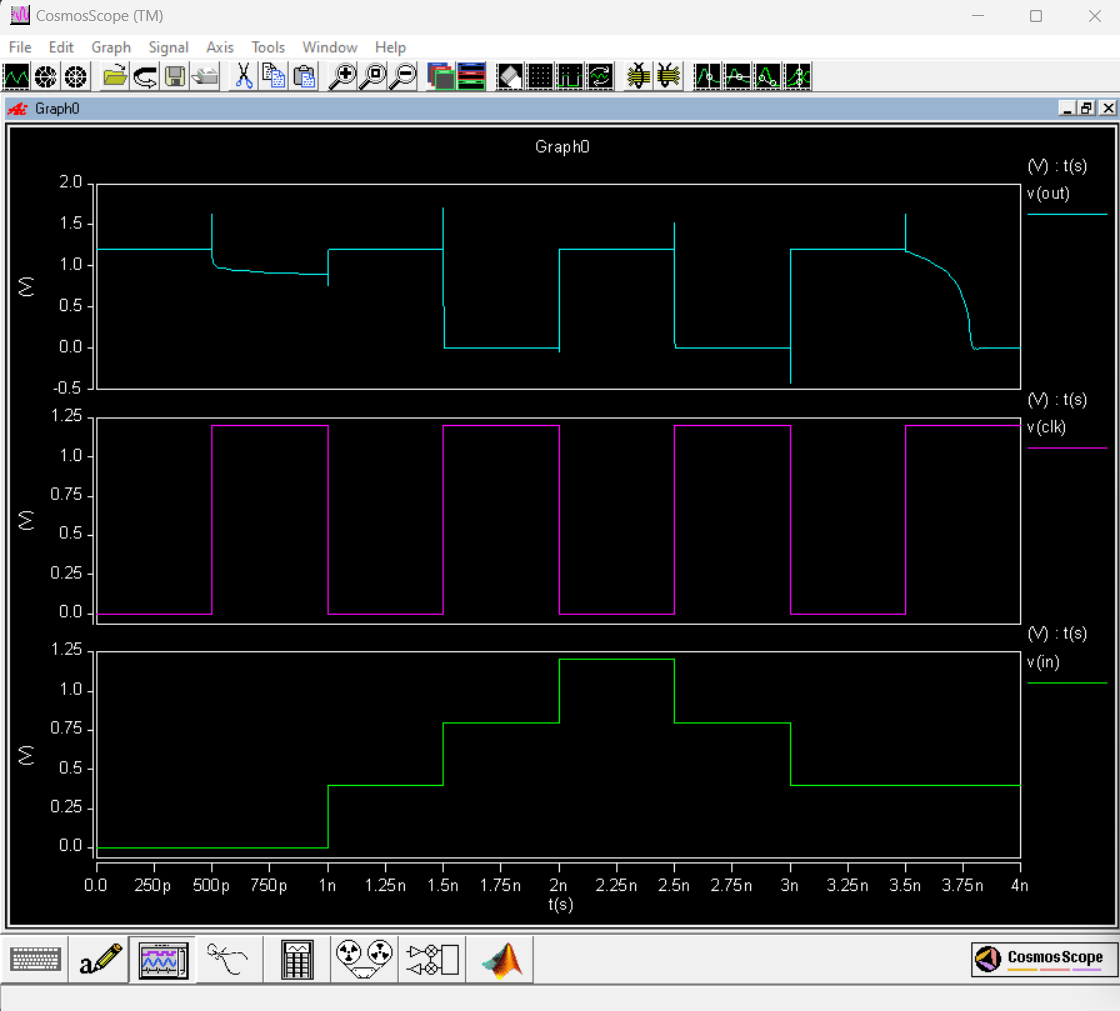 CosmosScope (TM)
File Edit Graph Signal Axis Tools Window Help
Graph0
Graph0
(V) : t(s)
v(out)
2.0
1.5
1.0
0.5
0.0
-0.5
(V)
(V) : t(s)
v(clk)
1.25
1.0
0.75
0.5
0.25
0.0
(V)
(V) : t(s)
v(in)
1.25
1.0
0.75
0.5
0.25
0.0
(V)
0.0 250p 500p 750p 1n 1.25n 1.5n 1.75n 2n 2.25n 2.5n 2.75n 3n 3.25n 3.5n 3.75n 4n
t(s)
a
CosmosScope